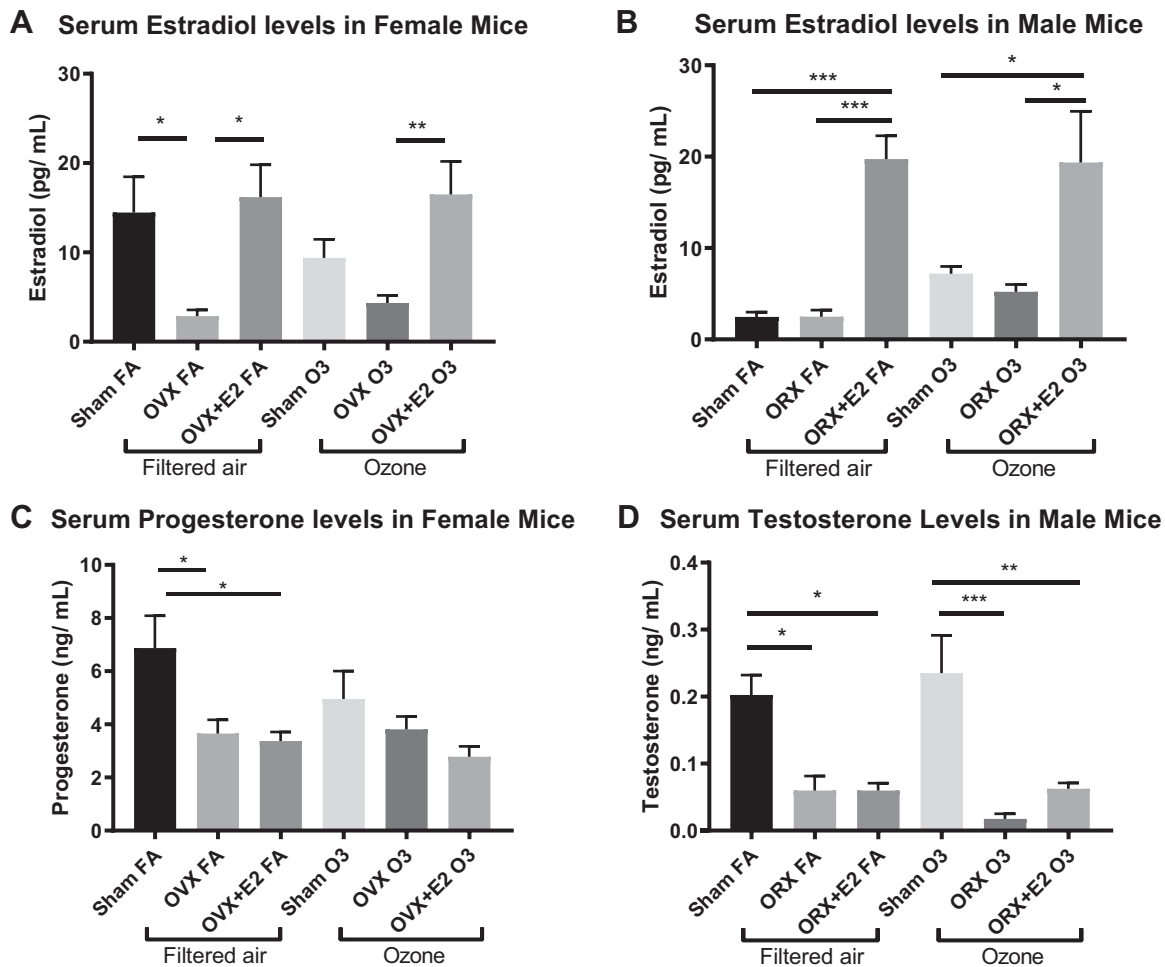 A Serum Estradiol levels in Female Mice
Estradiol (pg/ mL)
30
20
10
0
* * **
Sham FA
OVX FA
OVX+E2 FA
Sham O3
OVX O3
OVX+E2 O3
Filtered air Ozone
B Serum Estradiol levels in Male Mice
Estradiol (pg/ mL)
30
20
10
0
*** *
*** *
Sham FA
ORX FA
ORX+E2 FA
Sham O3
ORX O3
ORX+E2 O3
Filtered air Ozone
C Serum Progesterone levels in Female Mice
Progesterone (ng/ mL)
10
8
6
4
2
0
*
*
Sham FA
OVX FA
OVX+E2 FA
Sham O3
OVX O3
OVX+E2 O3
Filtered air Ozone
D Serum Testosterone Levels in Male Mice
Testosterone (ng/ mL)
0.4
0.3
0.2
0.1
0.0
* **
* ***
Sham FA
ORX FA
ORX+E2 FA
Sham O3
ORX O3
ORX+E2 O3
Filtered air Ozone